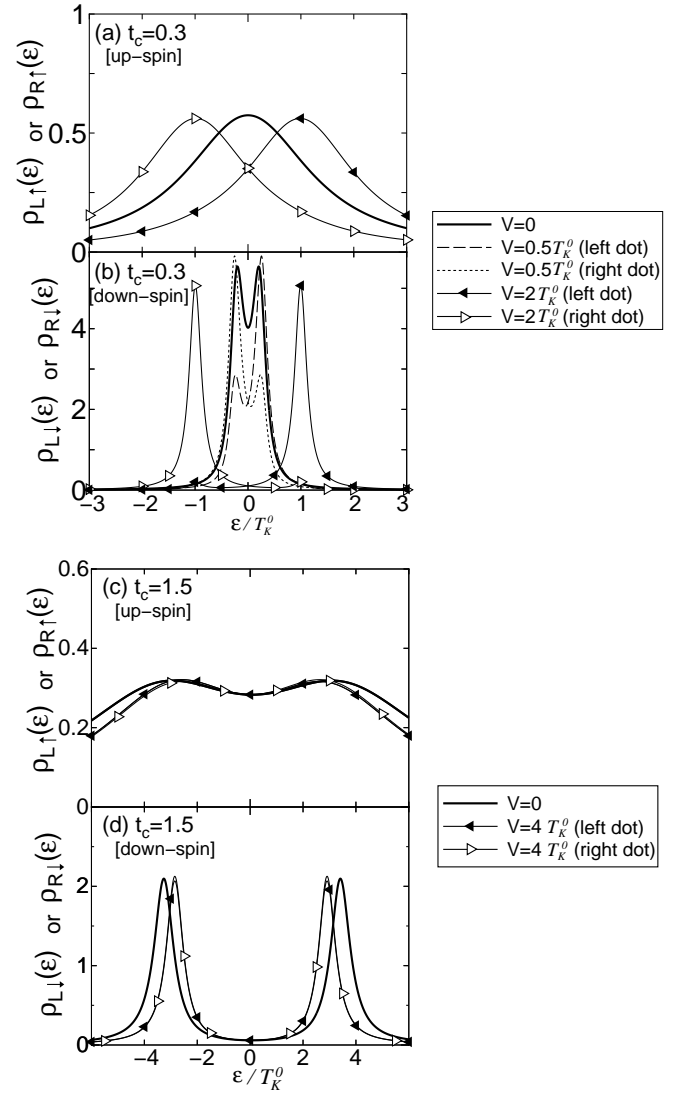 1
(a) t_c=0.3
[up-spin]
0.5
ρ_L↑(ε) or ρ_R↑(ε)
0
(b) t_c=0.3
[down-spin]
4
2
0
ρ_L↓(ε) or ρ_R↓(ε)
−3 −2 −1 0 1 2 3
ε/T_K^0
V=0
V=0.5T_K^0 (left dot)
V=0.5T_K^0 (right dot)
V=2T_K^0 (left dot)
V=2T_K^0 (right dot)
0.6
(c) t_c=1.5
[up-spin]
0.4
0.2
0
ρ_L↑(ε) or ρ_R↑(ε)
3
(d) t_c=1.5
[down-spin]
2
1
0
ρ_L↓(ε) or ρ_R↓(ε)
−4 −2 0 2 4
ε/T_K^0
V=0
V=4 T_K^0 (left dot)
V=4 T_K^0 (right dot)